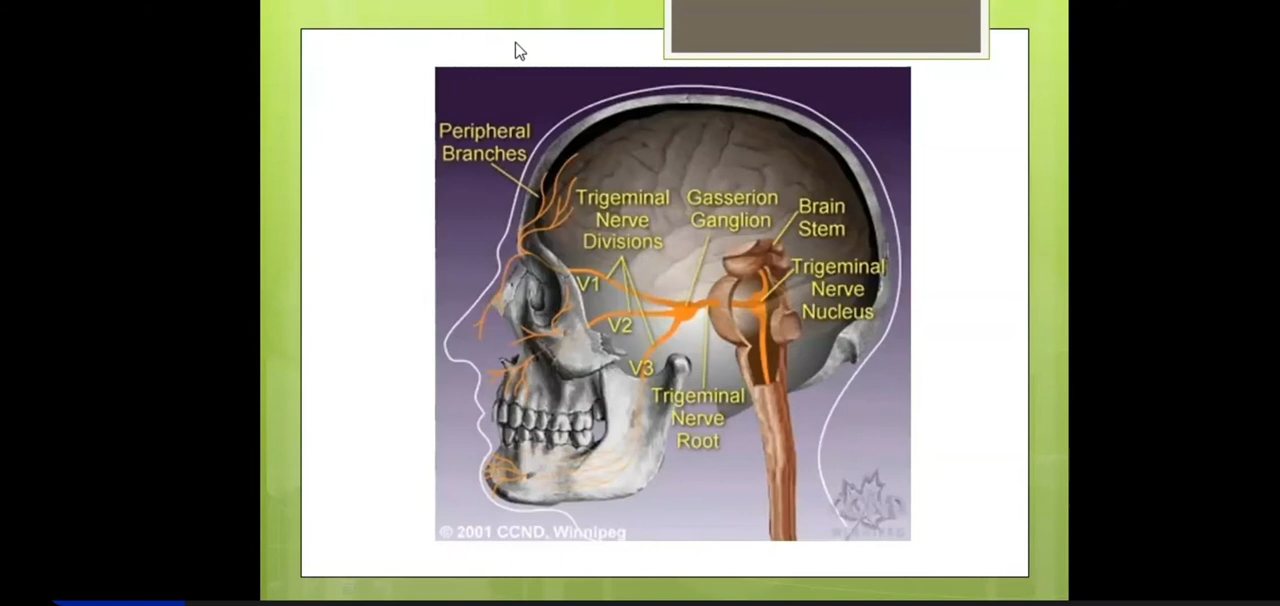 Peripheral
Branches
Trigeminal
Nerve
Divisions
Gasserion
Ganglion
Brain
Stem
V1
Trigeminal
Nerve
Nucleus
V2
V3
Trigeminal
Nerve
Root
© 2001 CCND, Winnipeg
WINNIPEG